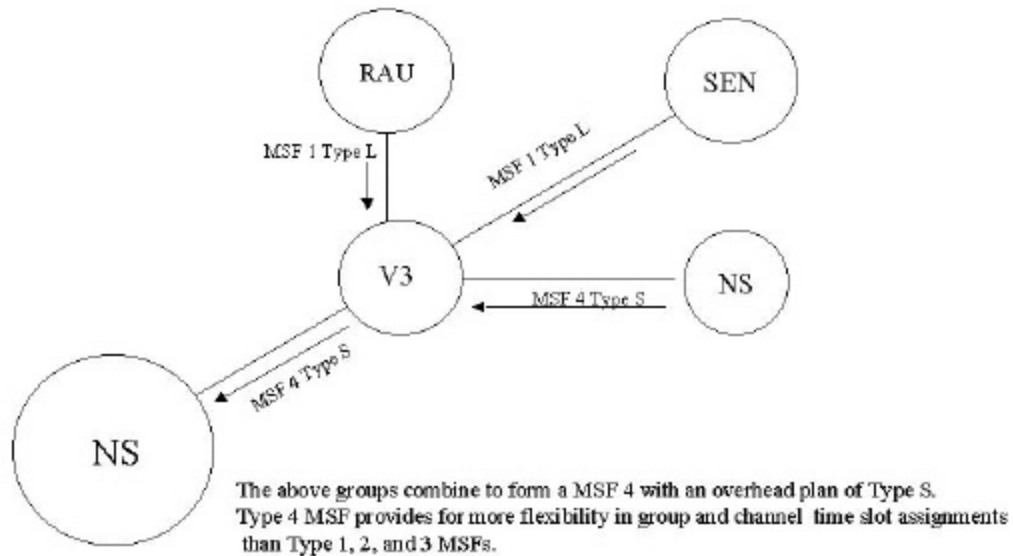 RAU
SEN
MSF 1 Type L
MSF 1 Type L
V3
NS
MSF 4 Type S
MSF 4 Type S
NS
The above groups combine to form a MSF 4 with an overhead plan of Type S.
Type 4 MSF provides for more flexibility in group and channel time slot assignments
than Type 1, 2, and 3 MSFs.